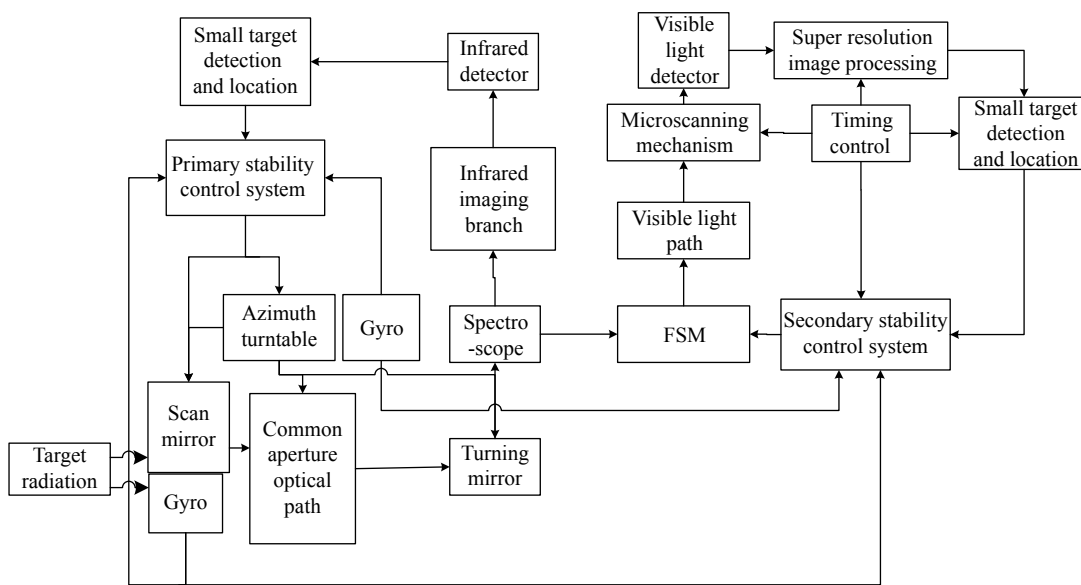 Small target
detection
and location
Infrared
detector
Visible
light
detector
Super resolution
image processing
Small target
detection
and location
Microscanning
mechanism
Timing
control
Primary stability
control system
Infrared
imaging
branch
Visible light
path
Azimuth
turntable
Gyro
Spectro
-scope
FSM
Secondary stability
control system
Scan
mirror
Common
aperture
optical
path
Turning
mirror
Target
radiation
Gyro